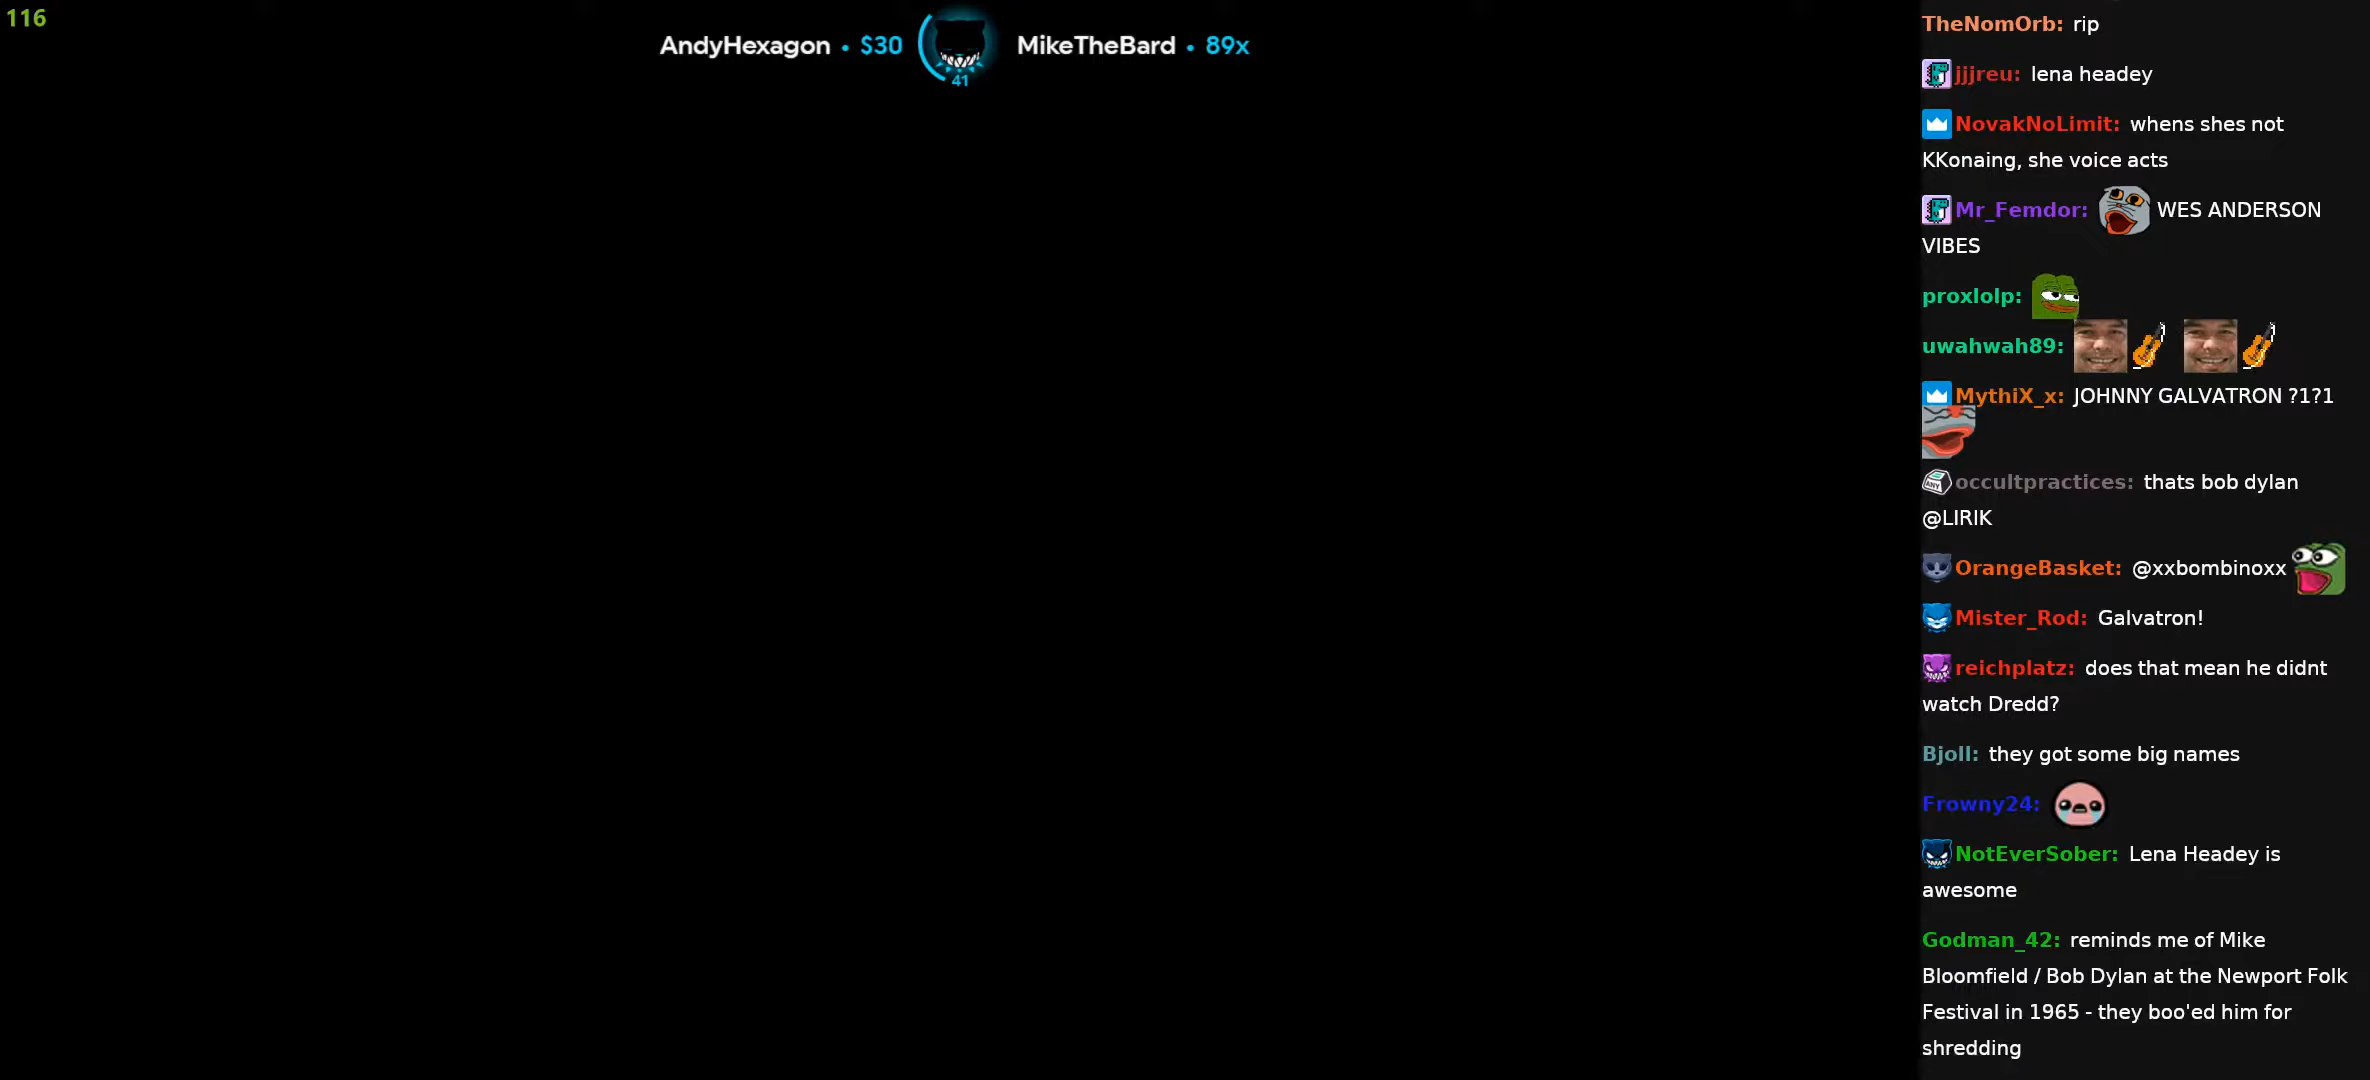 116
AndyHexagon • $30
41
MikeTheBard • 89x
TheNomOrb: rip
jjjreu: lena headey
NovakNoLimit: whens shes not
KKonaing, she voice acts
Mr_Femdor: WES ANDERSON
VIBES
proxlolp:
uwahwah89:
MythiX_x: JOHNNY GALVATRON ?1?1
ANY occultpractices: thats bob dylan
@LIRIK
OrangeBasket: @xxbombinoxx
Mister_Rod: Galvatron!
reichplatz: does that mean he didnt
watch Dredd?
Bjoll: they got some big names
Frowny24:
NotEverSober: Lena Headey is
awesome
Godman_42: reminds me of Mike
Bloomfield / Bob Dylan at the Newport Folk
Festival in 1965 - they boo'ed him for
shredding